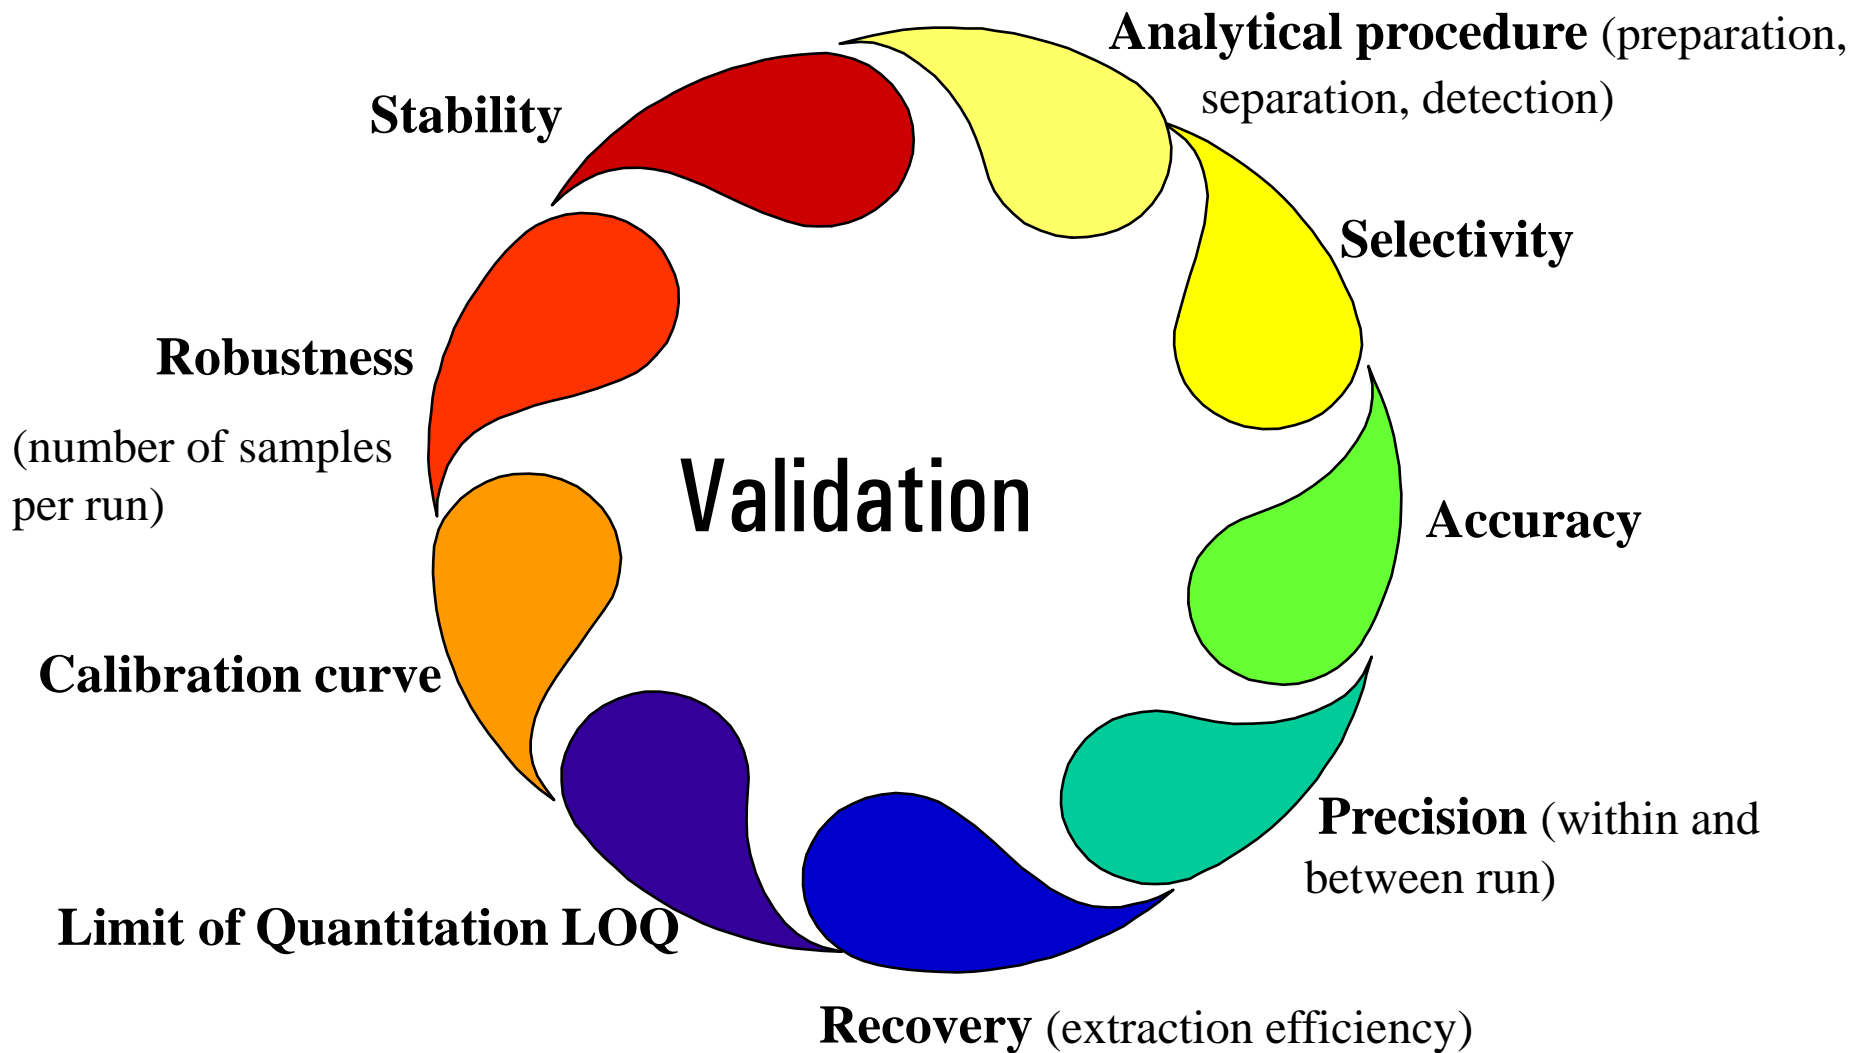 Analytical procedure (preparation,
separation, detection)
Stability
Selectivity
Robustness
(number of samples
per run)
Validation
Accuracy
Calibration curve
Precision (within and
between run)
Limit of Quantitation LOQ
Recovery (extraction efficiency)